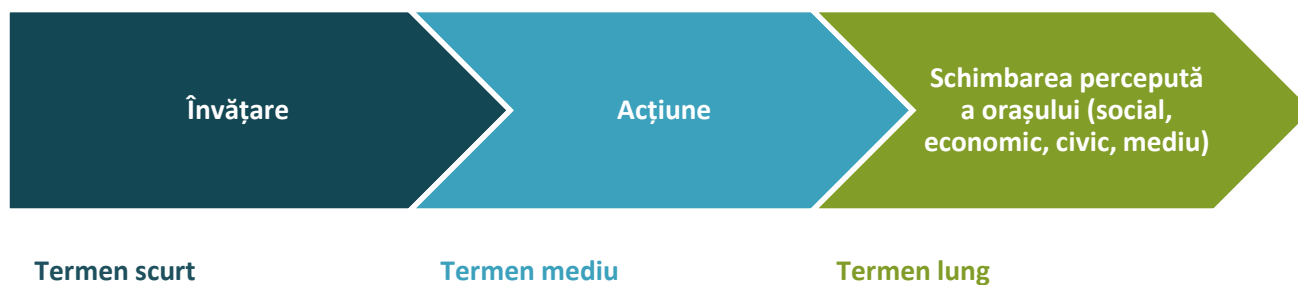 Învățare
Acțiune
Schimbarea percepută
a orașului (social,
economic, civic, mediu)
Termen scurt
Termen mediu
Termen lung